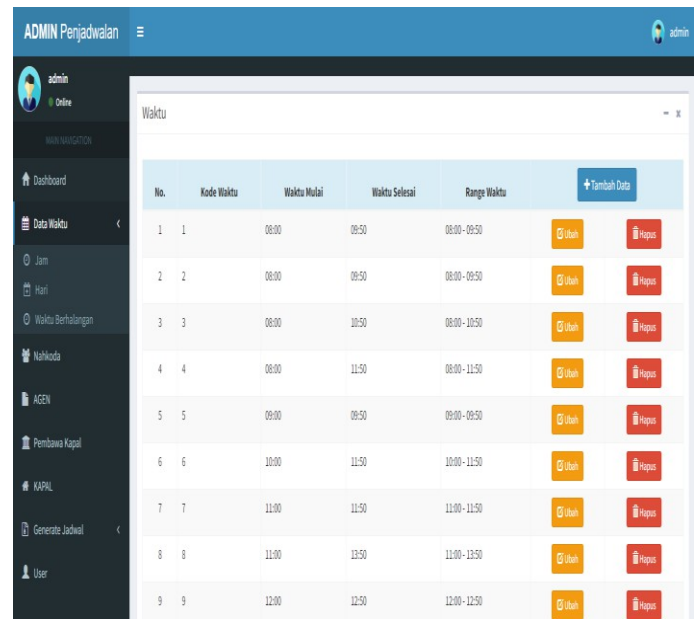 ADMIN Penjadwalan
admin
admin
Online
MAIN NAVIGATION
Dashboard
Data Waktu
Jam
Hari
Waktu Berhalangan
Nahkoda
AGEN
Pembawa Kapal
KAPAL
Generate Jadwal
User
Waktu
No. Kode Waktu Waktu Mulai Waktu Selesai Range Waktu Tambah Data
1 1 08:00 09:50 08:00 - 09:50 Ubah Hapus
2 2 08:00 09:50 08:00 - 09:50 Ubah Hapus
3 3 08:00 10:50 08:00 - 10:50 Ubah Hapus
4 4 08:00 11:50 08:00 - 11:50 Ubah Hapus
5 5 09:00 09:50 09:00 - 09:50 Ubah Hapus
6 6 10:00 11:50 10:00 - 11:50 Ubah Hapus
7 7 11:00 11:50 11:00 - 11:50 Ubah Hapus
8 8 11:00 13:50 11:00 - 13:50 Ubah Hapus
9 9 12:00 12:50 12:00 - 12:50 Ubah Hapus